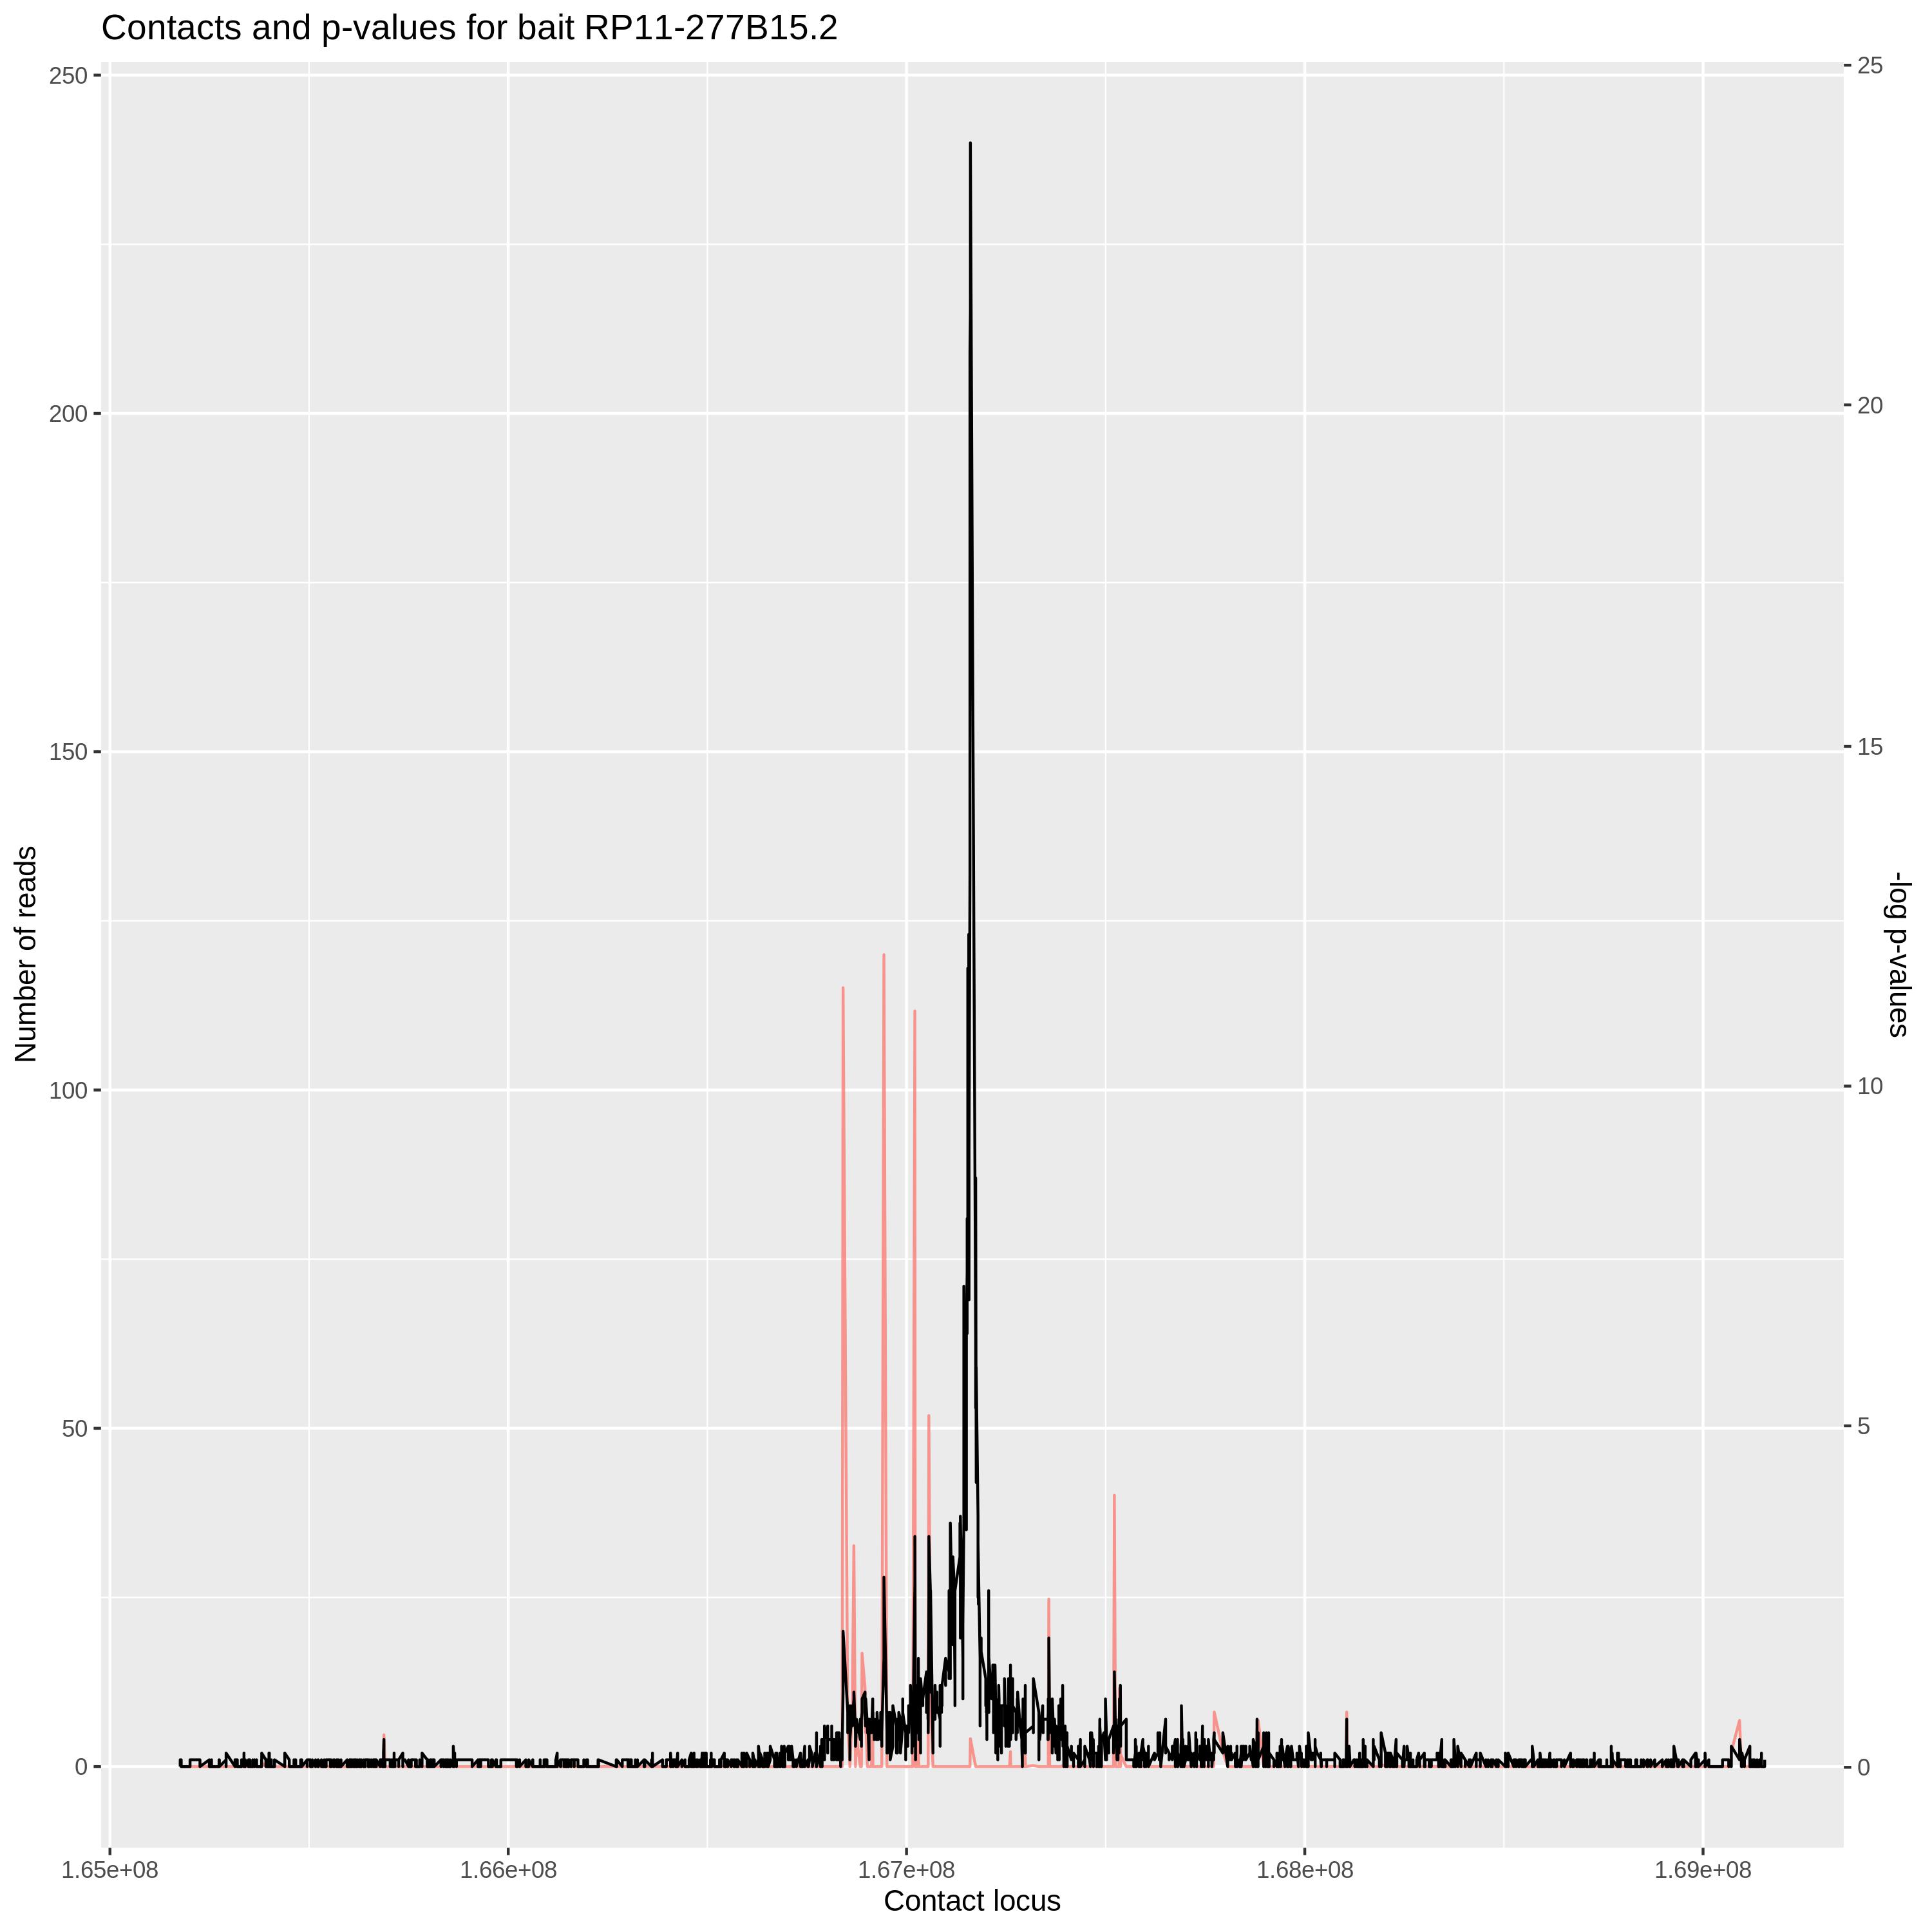 Contacts and p-values for bait RP11-277B15.2
250
200
150
100
50
0
Number of reads
25
20
15
10
5
0
-log p-values
1.65e+08
1.66e+08
1.67e+08
1.68e+08
1.69e+08
Contact locus